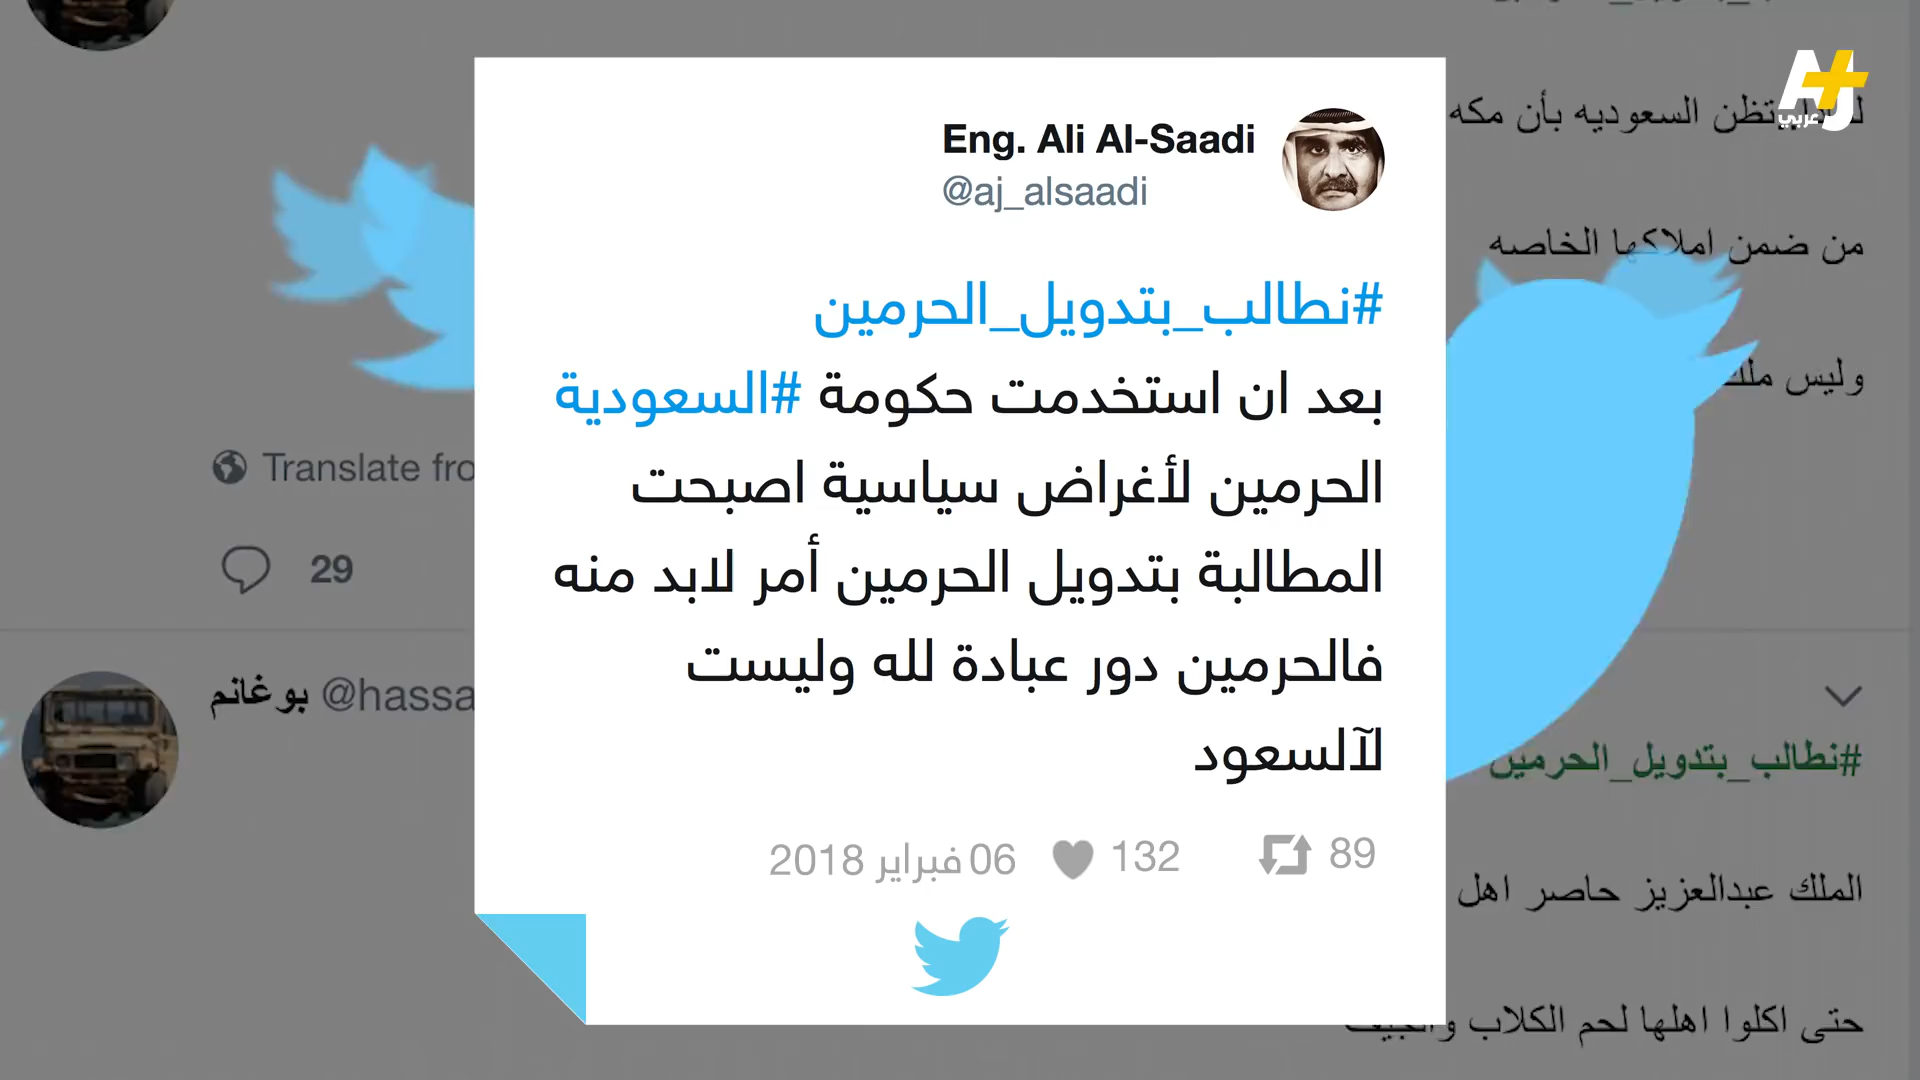 عربي
لماذا تظن السعوديه بأن مكه
من ضمن املاكها الخاصه
وليس
Translate
29
بوغانم @hassa
#نطالب_بتدويل_الحرمين
الملك عبدالعزيز حاصر اهل
حتى اكلوا اهلها لحم الكلاب
Eng. Ali Al-Saadi
@aj_alsaadi
#نطالب_بتدويل_الحرمين
بعد ان استخدمت حكومة #السعودية
الحرمين لأغراض سياسية اصبحت
المطالبة بتدويل الحرمين أمر لابد منه
فالحرمين دور عبادة لله وليست
لآلسعود
89 132 06 فبراير 2018